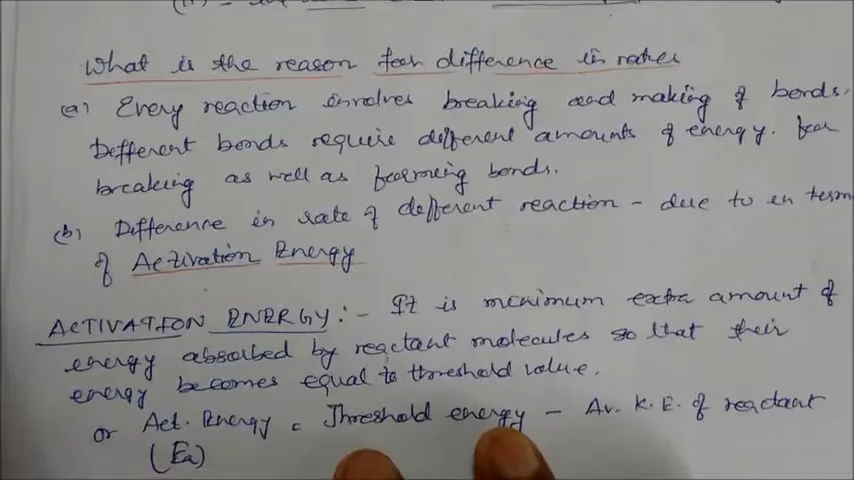 What is the reason for difference in rates
(a) Every reaction involves breaking and making of bonds.
Different bonds require different amounts of energy. for
breaking as well as forming bonds.
(b) Difference in rate of different reaction - due to in term
of Activation Energy
ACTIVATION ENERGY :- It is minimum extra amount of
energy absorbed by reactant molecules so that their
energy becomes equal to threshold value.
or Act. Energy = Threshold energy - Av. K.E. of reactant
(Ea)